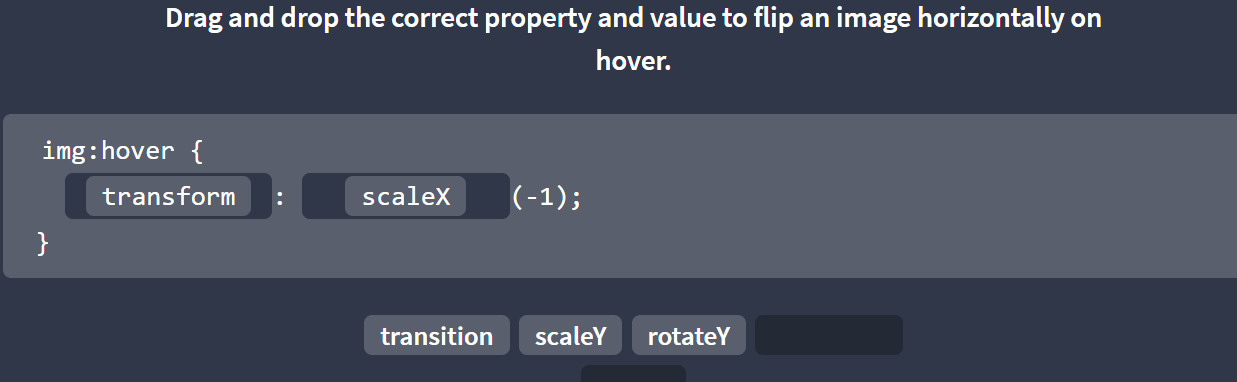 Drag and drop the correct property and value to flip an image horizontally on
hover.
img:hover {
transform : scaleX (-1);
}
transition scaleY rotateY